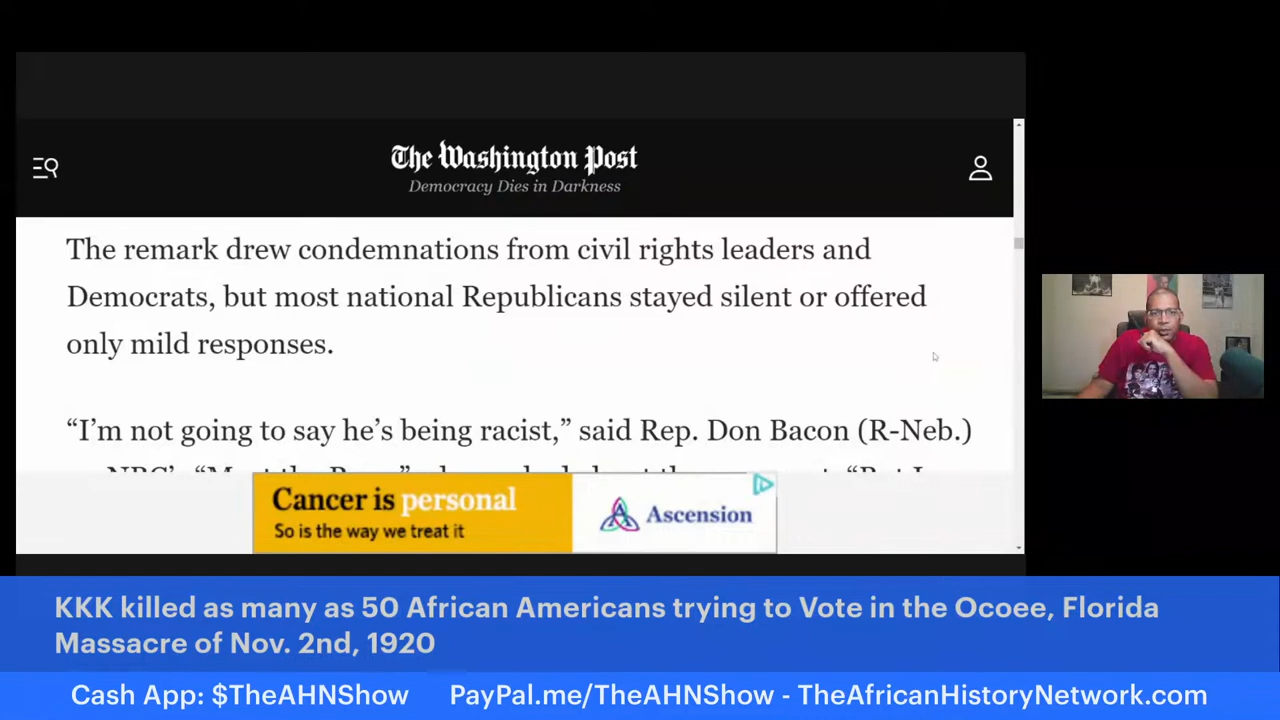 The Washington Post
Democracy Dies in Darkness
The remark drew condemnations from civil rights leaders and
Democrats, but most national Republicans stayed silent or offered
only mild responses.
“I’m not going to say he’s being racist,” said Rep. Don Bacon (R-Neb.)
Cancer is personal
So is the way we treat it
Ascension
KKK killed as many as 50 African Americans trying to Vote in the Ocoee, Florida
Massacre of Nov. 2nd, 1920
Cash App: $TheAHNShow PayPal.me/TheAHNShow - TheAfricanHistoryNetwork.com